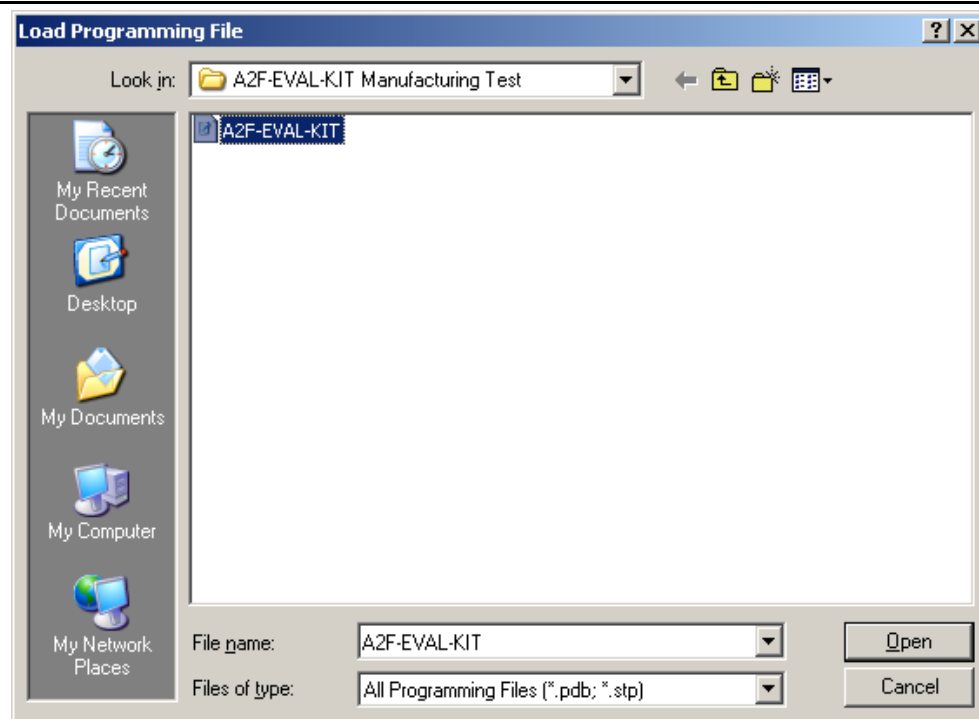 Load Programming File
Look in: A2F-EVAL-KIT Manufacturing Test
A2F-EVAL-KIT
My Recent
Documents
Desktop
My Documents
My Computer
My Network
Places
File name: A2F-EVAL-KIT Open
Files of type: All Programming Files (*.pdb; *.stp) Cancel